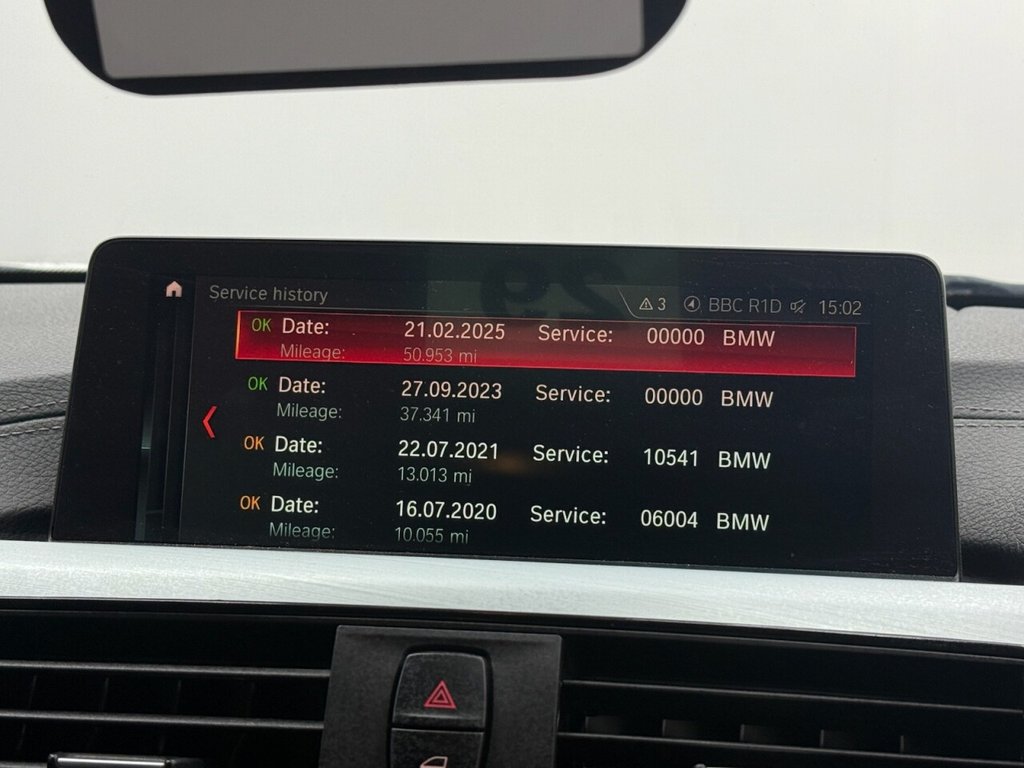 Service history 3 BBC R1D 15:02
OK Date: 21.02.2025 Service: 00000 BMW
Mileage: 50.953 mi
OK Date: 27.09.2023 Service: 00000 BMW
Mileage: 37.341 mi
OK Date: 22.07.2021 Service: 10541 BMW
Mileage: 13.013 mi
OK Date: 16.07.2020 Service: 06004 BMW
Mileage: 10.055 mi